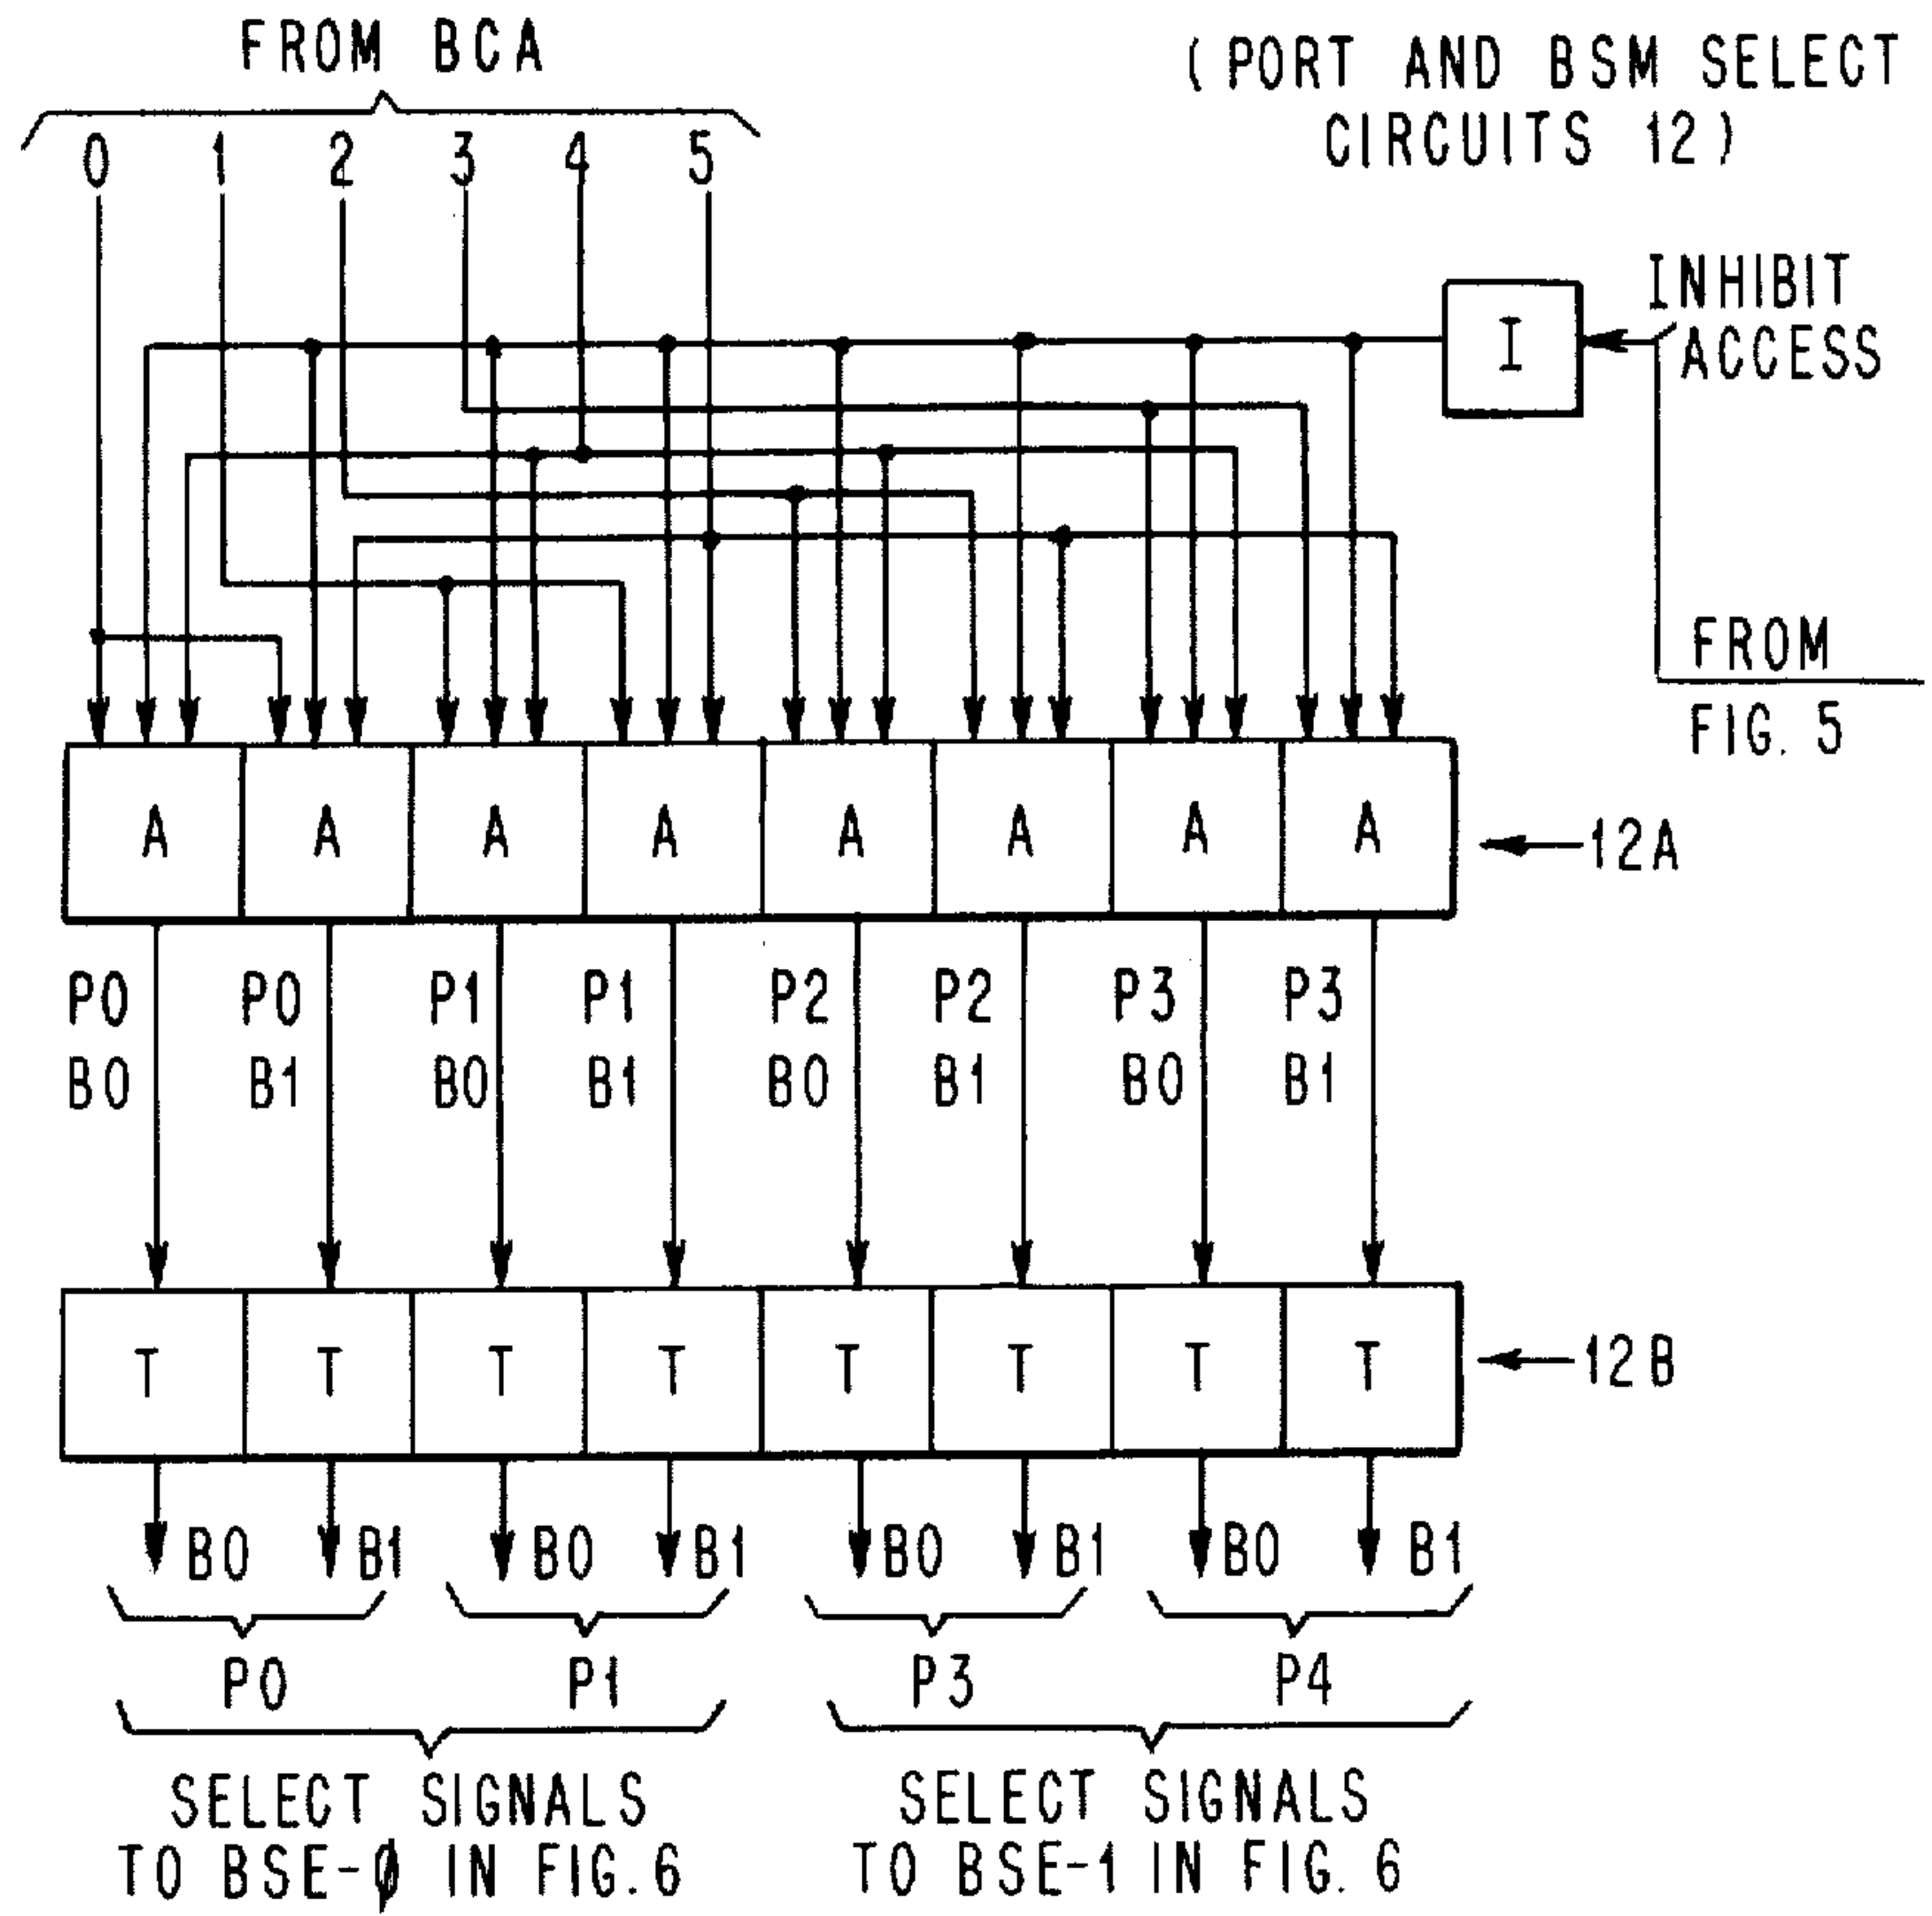 FROM BCA
(PORT AND BSM SELECT
CIRCUITS 12)
0 1 2 3 4 5
I
INHIBIT
ACCESS
FROM
FIG. 5
A A A A A A A A
12A
P0 P0 P1 P1 P2 P2 P3 P3
B0 B1 B0 B1 B0 B1 B0 B1
T T T T T T T T
12B
B0 B1 B0 B1 B0 B1 B0 B1
P0 P1 P3 P4
SELECT SIGNALS
TO BSE-∅ IN FIG.6
SELECT SIGNALS
TO BSE-1 IN FIG. 6